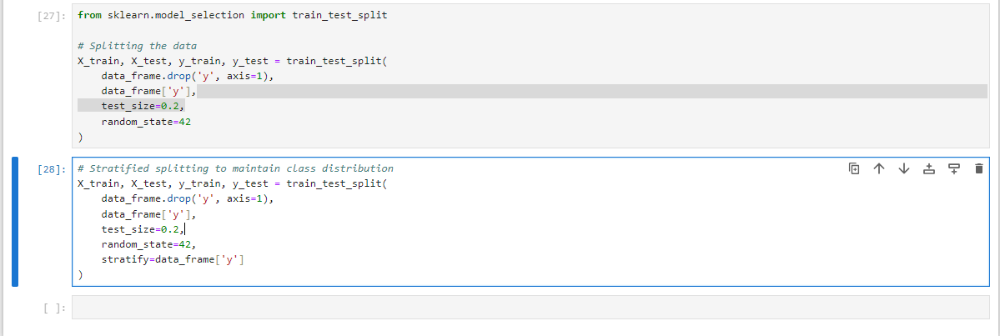 [27]: from sklearn.model_selection import train_test_split
# Splitting the data
X_train, X_test, y_train, y_test = train_test_split(
data_frame.drop('y', axis=1),
data_frame['y'],
test_size=0.2,
random_state=42
)
[28]: # Stratified splitting to maintain class distribution
X_train, X_test, y_train, y_test = train_test_split(
data_frame.drop('y', axis=1),
data_frame['y'],
test_size=0.2,
random_state=42,
stratify=data_frame['y']
)
[ ]: